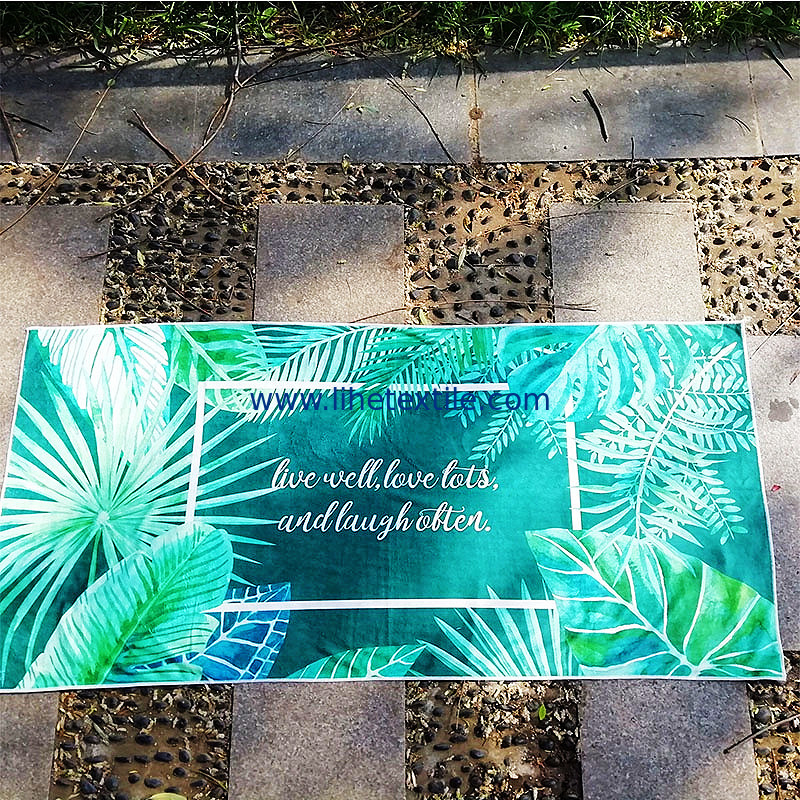 www.lihetextile.com
live well, love lots,
and laugh often.